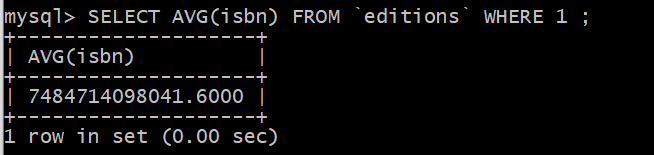 mysql> SELECT AVG(isbn) FROM `editions` WHERE 1 ;
+--------------------+
| AVG(isbn)          |
+--------------------+
| 7484714098041.6000 |
+--------------------+
1 row in set (0.00 sec)